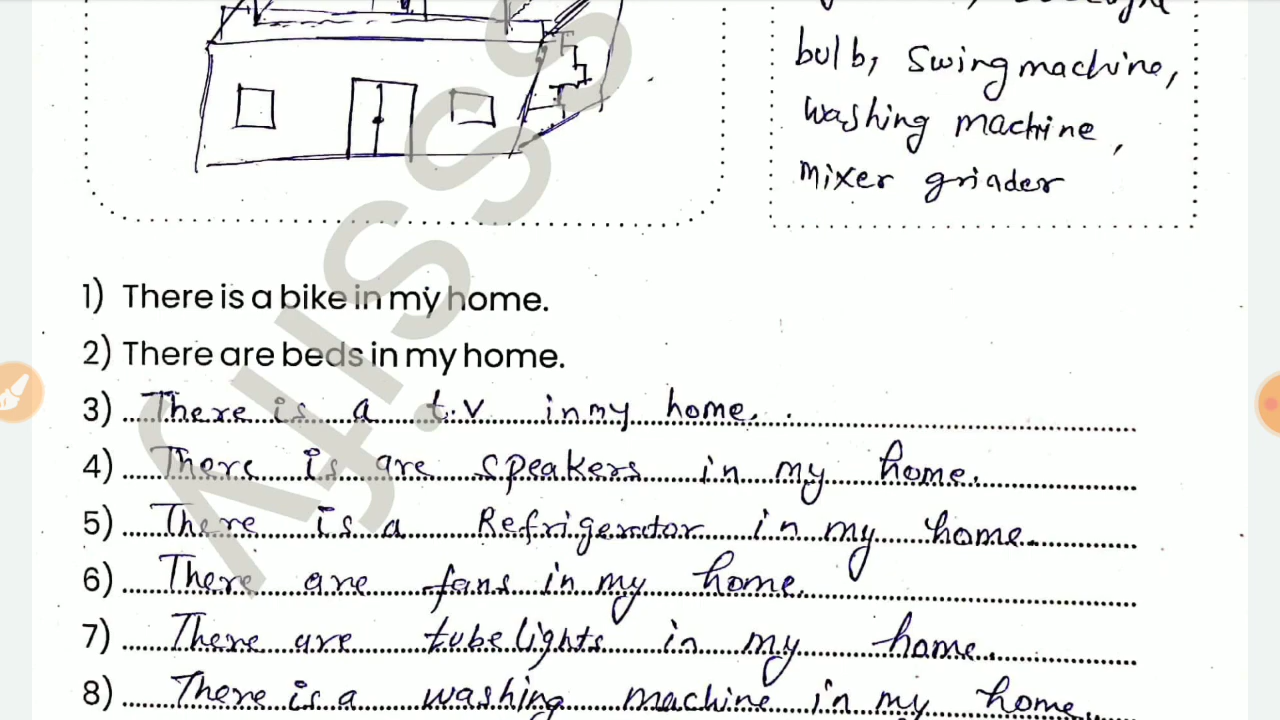 bulb, Swing machine,
washing machine,
mixer grinder
1) There is a bike in my home.
2) There are beds in my home.
3) There is a t.v in my home.
4) There is are speakers in my home.
5) There is a Refrigerator in my home.
6) There are fans in my home.
7) There are tubelights in my home.
8) There is a washing machine in my home.